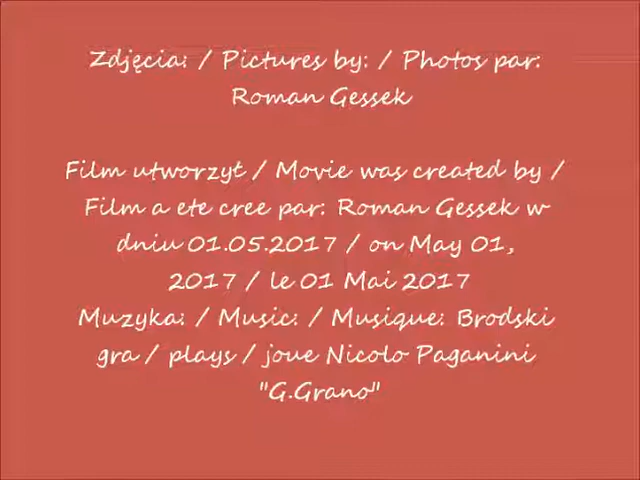 Zdjęcia: / Pictures by: / Photos par:
Roman Gessek
Film utworzył / Movie was created by /
Film a ete cree par: Roman Gessek w
dniu 01.05.2017 / on May 01,
2017 / le 01 Mai 2017
Muzyka: / Music: / Musique: Brodski
gra / plays / joue Nicolo Paganini
"G.Grano"